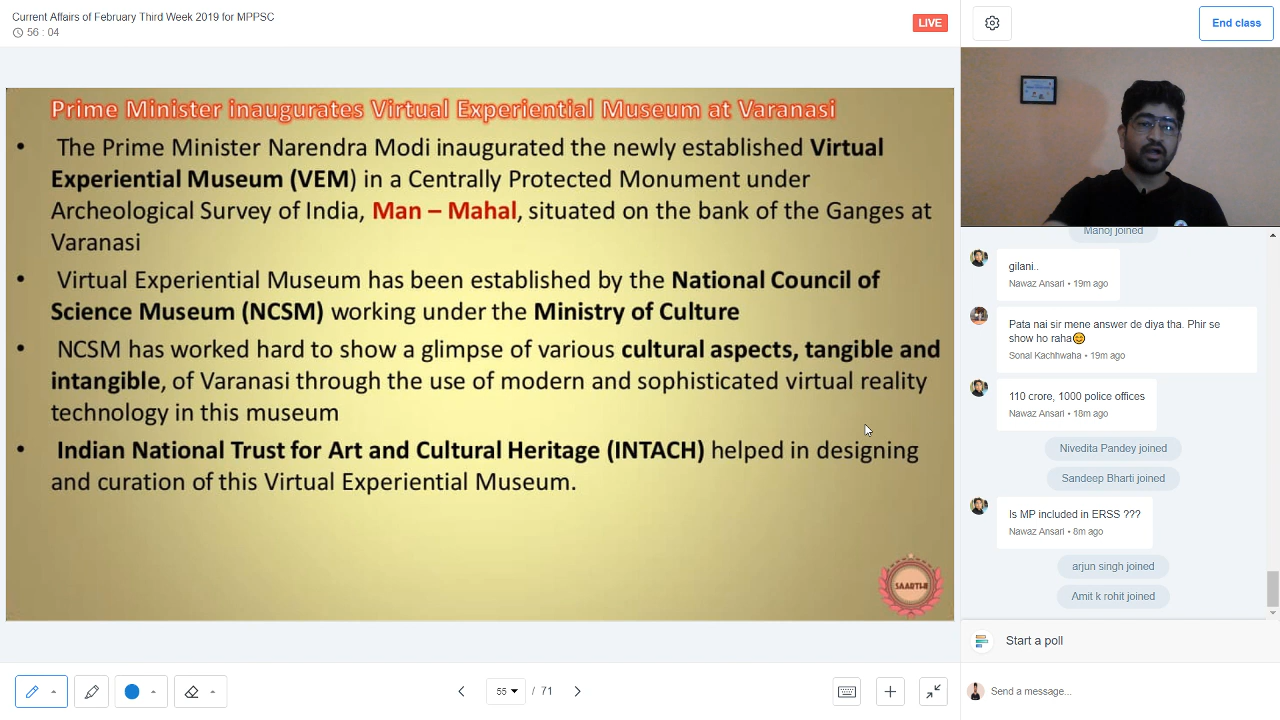 Current Affairs of February Third Week 2019 for MPPSC
56 : 04
LIVE
End class
Prime Minister inaugurates Virtual Experiential Museum at Varanasi
• The Prime Minister Narendra Modi inaugurated the newly established Virtual
Experiential Museum (VEM) in a Centrally Protected Monument under
Archeological Survey of India, Man – Mahal, situated on the bank of the Ganges at
Varanasi
• Virtual Experiential Museum has been established by the National Council of
Science Museum (NCSM) working under the Ministry of Culture
• NCSM has worked hard to show a glimpse of various cultural aspects, tangible and
intangible, of Varanasi through the use of modern and sophisticated virtual reality
technology in this museum
• Indian National Trust for Art and Cultural Heritage (INTACH) helped in designing
and curation of this Virtual Experiential Museum.
SAARTHI
Manoj joined
gilani..
Nawaz Ansari • 19m ago
Pata nai sir mene answer de diya tha. Phir se
show ho raha😊
Sonal Kachhwaha • 19m ago
110 crore, 1000 police offices
Nawaz Ansari • 18m ago
Nivedita Pandey joined
Sandeep Bharti joined
Is MP included in ERSS ???
Nawaz Ansari • 8m ago
arjun singh joined
Amit k rohit joined
Start a poll
Send a message...
55 / 71